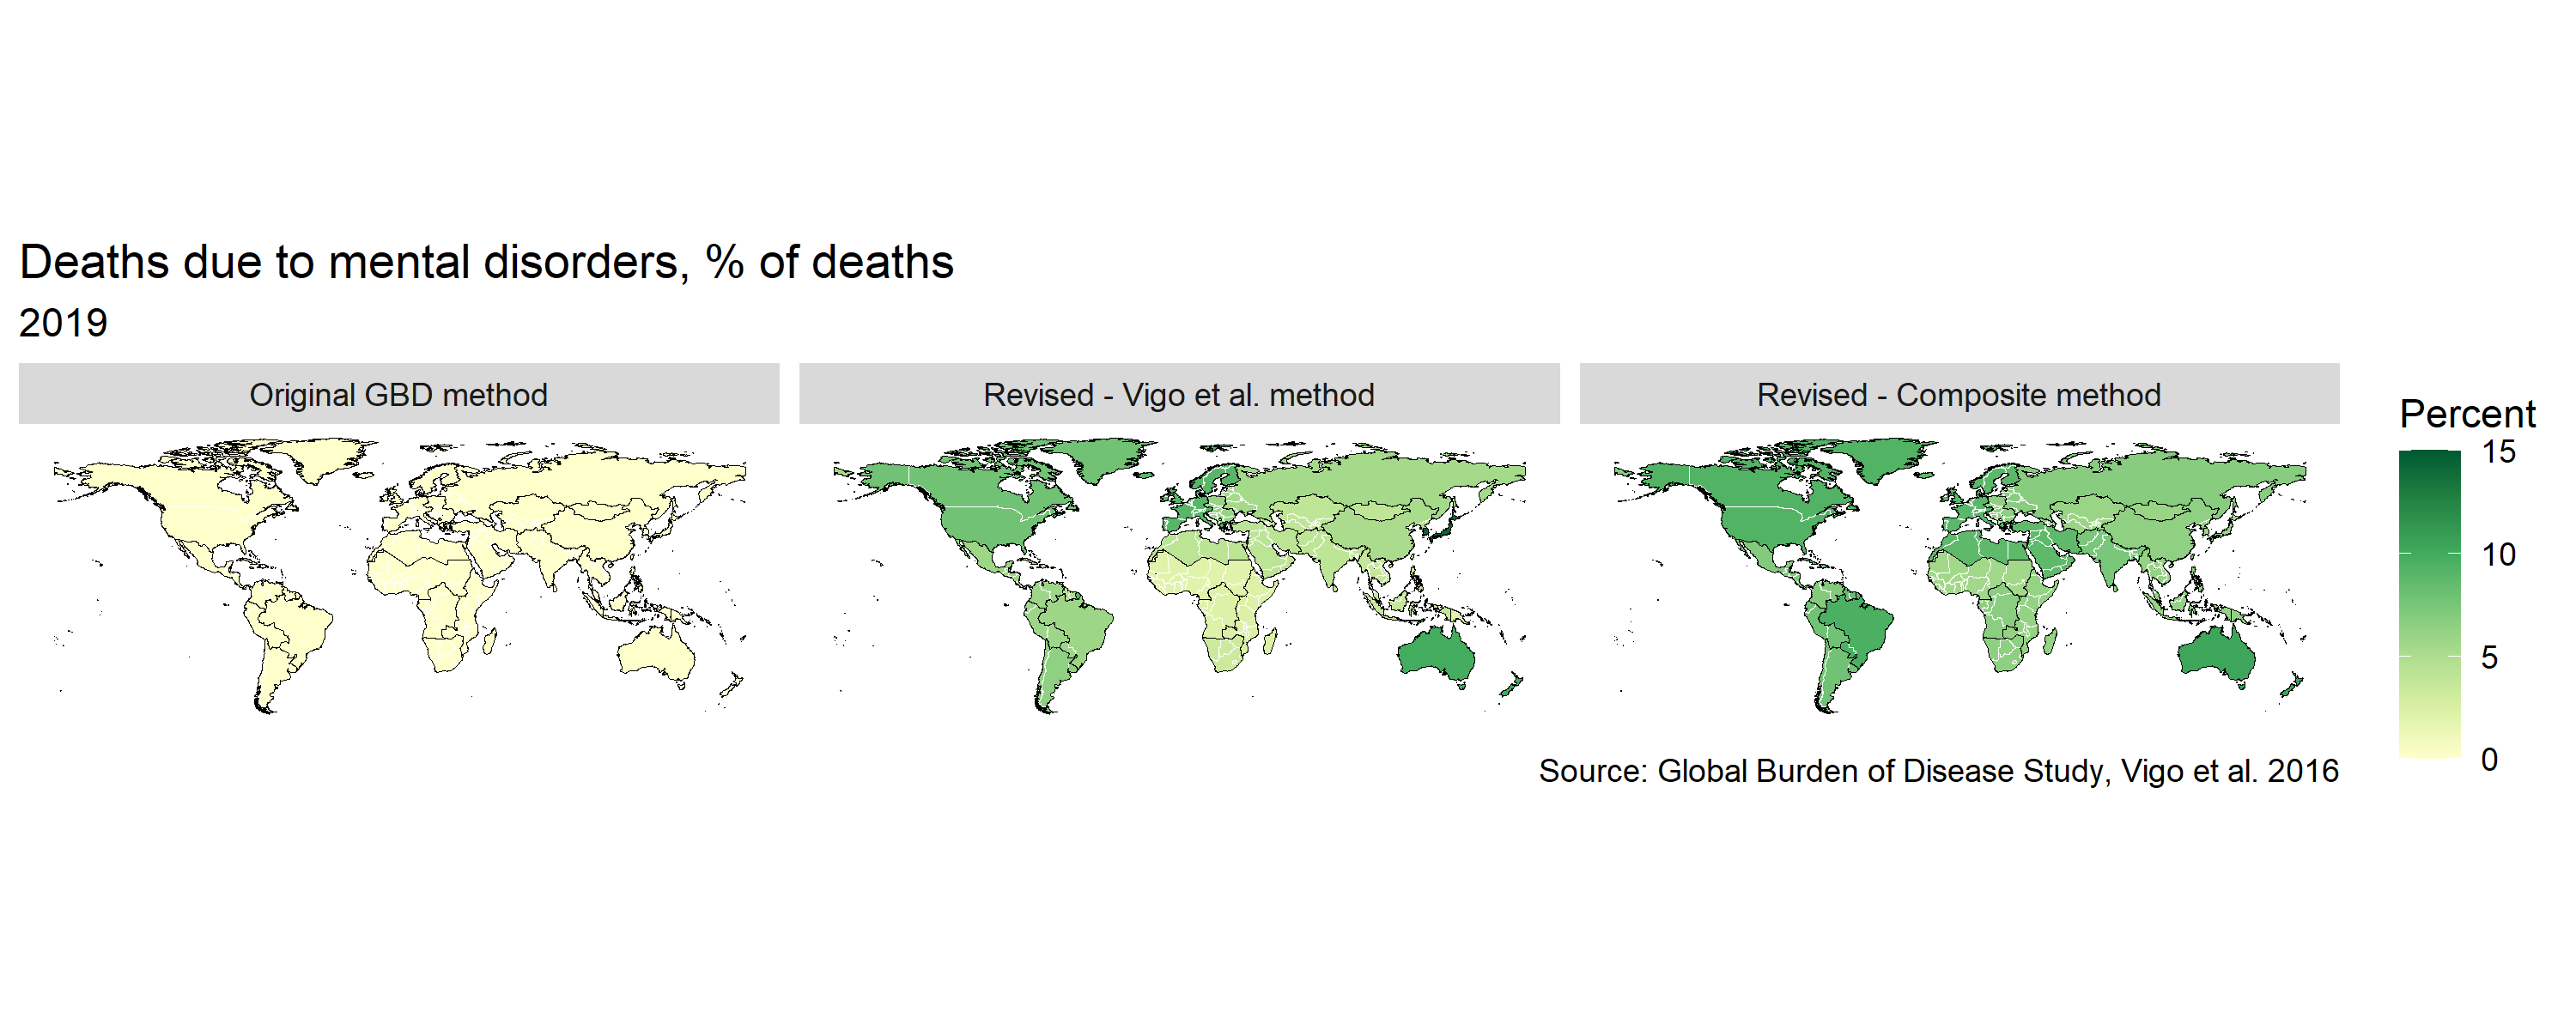 Deaths due to mental disorders, % of deaths
2019
Original GBD method
Revised - Vigo et al. method
Revised - Composite method
Percent
15
10
5
0
Source: Global Burden of Disease Study, Vigo et al. 2016